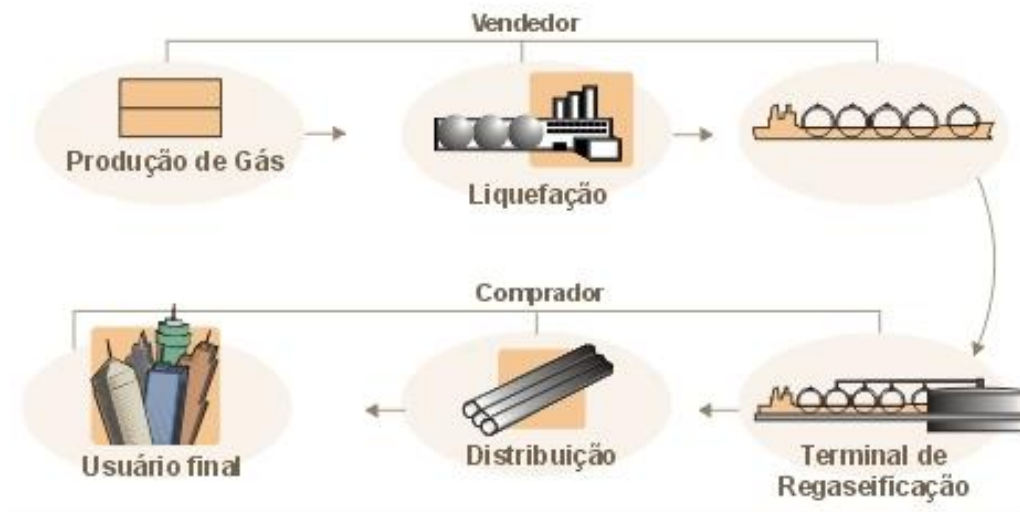 Vendedor
Produção de Gás
Liquefação
Comprador
Usuário final
Distribuição
Terminal de
Regaseificação